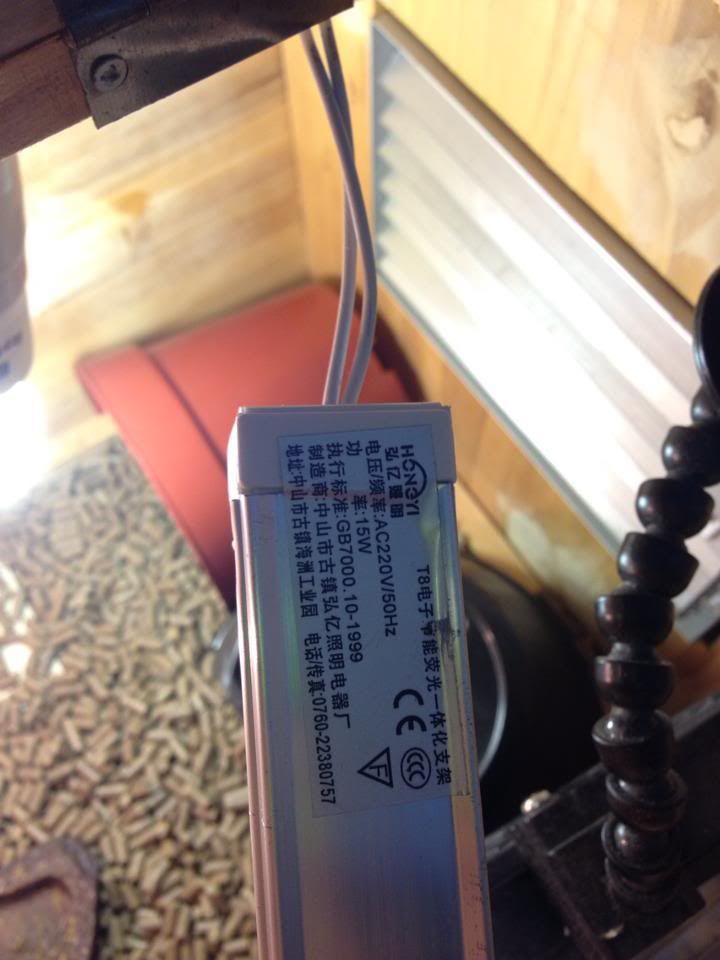 HONGYI
弘亿照明
T8电子节能荧光一体化支架
电压/频率:AC220V/50Hz
功 率:15W
执行标准:GB7000.10-1999
制造商:中山市古镇弘亿照明电器厂
地址:中山市古镇海洲工业园 电话/传真:0760-22380757
CE
CCC
F